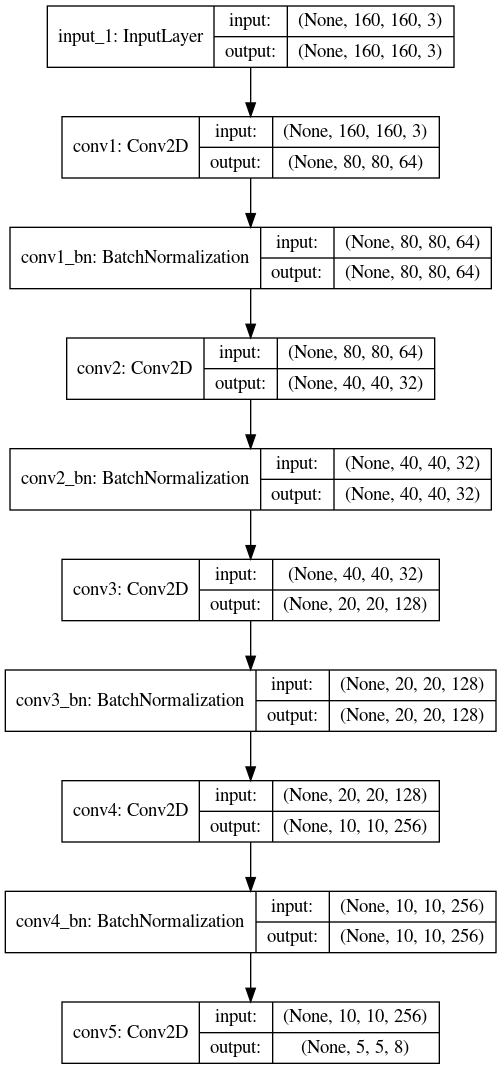 input_1: InputLayer
input: (None, 160, 160, 3)
output: (None, 160, 160, 3)
conv1: Conv2D
input: (None, 160, 160, 3)
output: (None, 80, 80, 64)
conv1_bn: BatchNormalization
input: (None, 80, 80, 64)
output: (None, 80, 80, 64)
conv2: Conv2D
input: (None, 80, 80, 64)
output: (None, 40, 40, 32)
conv2_bn: BatchNormalization
input: (None, 40, 40, 32)
output: (None, 40, 40, 32)
conv3: Conv2D
input: (None, 40, 40, 32)
output: (None, 20, 20, 128)
conv3_bn: BatchNormalization
input: (None, 20, 20, 128)
output: (None, 20, 20, 128)
conv4: Conv2D
input: (None, 20, 20, 128)
output: (None, 10, 10, 256)
conv4_bn: BatchNormalization
input: (None, 10, 10, 256)
output: (None, 10, 10, 256)
conv5: Conv2D
input: (None, 10, 10, 256)
output: (None, 5, 5, 8)